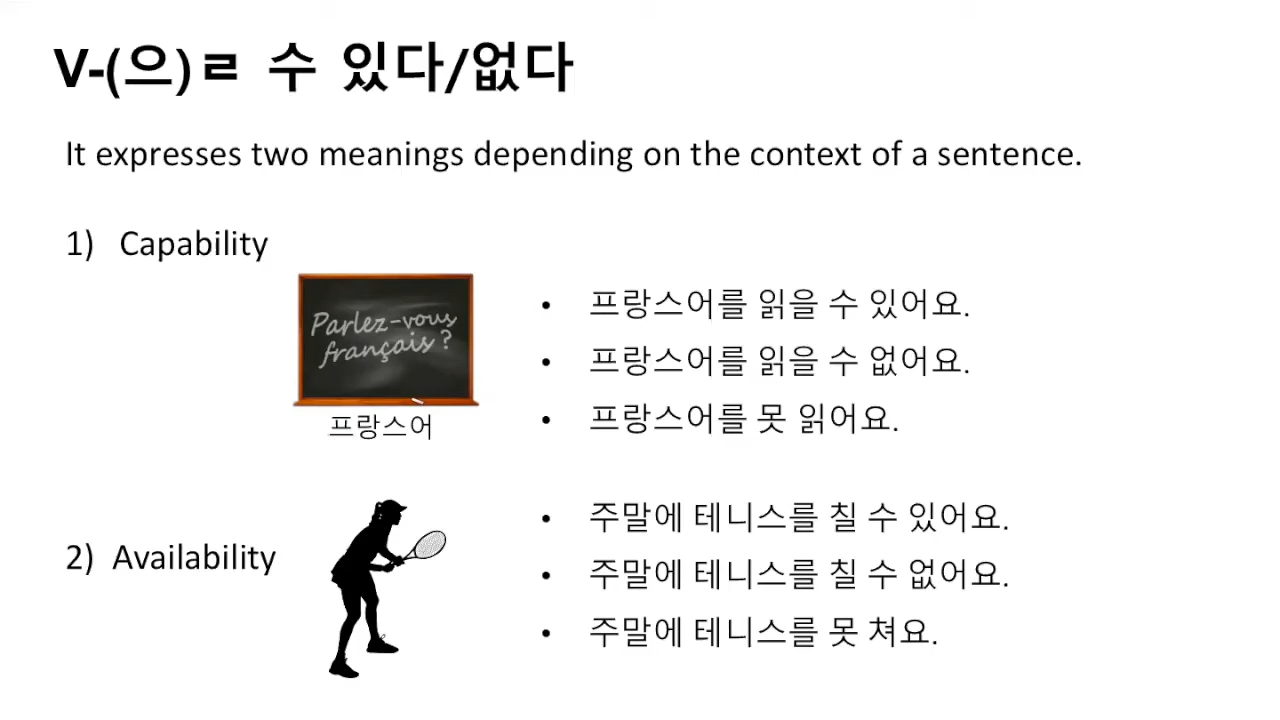 V-(으)ㄹ 수 있다/없다
It expresses two meanings depending on the context of a sentence.
1) Capability
Parlez-vous
français ?
프랑스어
• 프랑스어를 읽을 수 있어요.
• 프랑스어를 읽을 수 없어요.
• 프랑스어를 못 읽어요.
2) Availability
• 주말에 테니스를 칠 수 있어요.
• 주말에 테니스를 칠 수 없어요.
• 주말에 테니스를 못 쳐요.